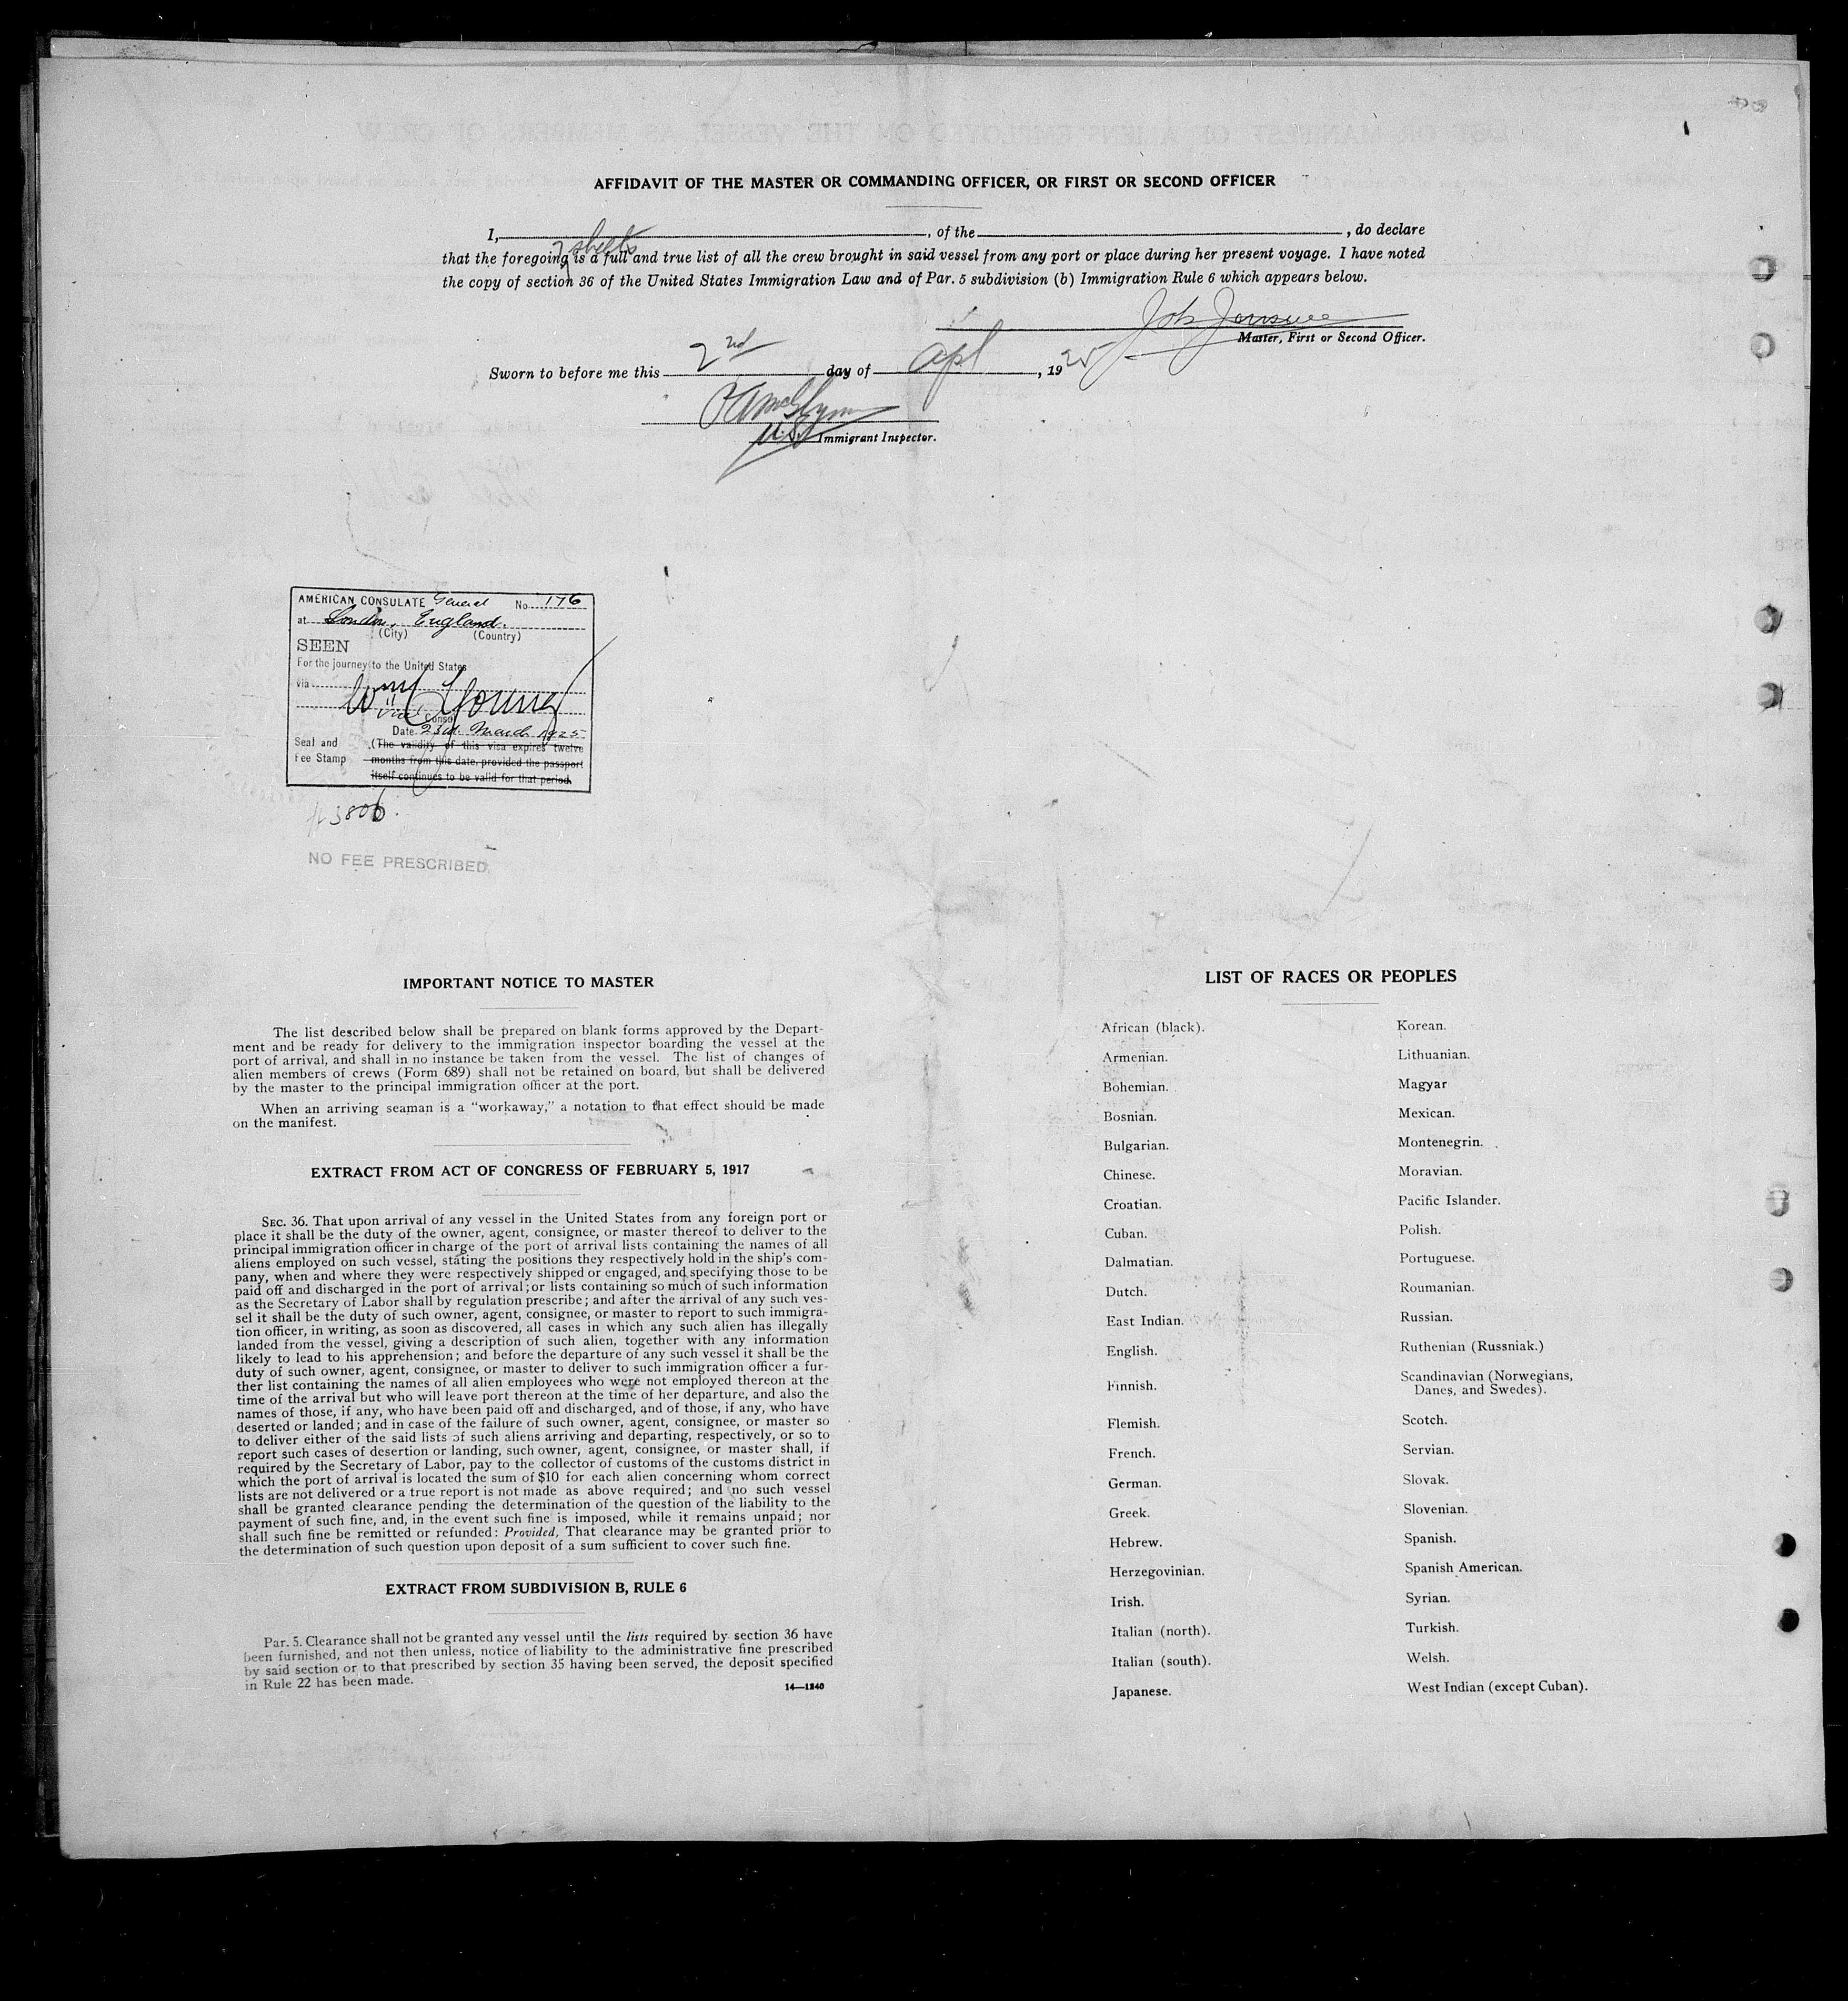 AFFIDAVIT OF THE MASTER OR COMMANDING OFFICER, OR FIRST OR SECOND OFFICER
I, , of the , do declare
7 sheets
that the foregoing is a full and true list of all the crew brought in said vessel from any port or place during her present voyage. I have noted
the copy of section 36 of the United States Immigration Law and of Par. 5 subdivision (b) Immigration Rule 6 which appears below.
Master, First or Second Officer.
Sworn to before me this 2nd day of Apl, 1925
Immigrant Inspector.
AMERICAN CONSULATE General No. 176
at London, England.
(City) (Country)
SEEN
For the journey to the United States
via
Vice Consul
Date 23rd. March 1925
Seal and (The validity of this visa expires twelve
Fee Stamp months from this date, provided the passport
itself continues to be valid for that period.
3806.
NO FEE PRESCRIBED
IMPORTANT NOTICE TO MASTER
The list described below shall be prepared on blank forms approved by the Depart-
ment and be ready for delivery to the immigration inspector boarding the vessel at the
port of arrival, and shall in no instance be taken from the vessel. The list of changes of
alien members of crews (Form 689) shall not be retained on board, but shall be delivered
by the master to the principal immigration officer at the port.
When an arriving seaman is a "workaway," a notation to that effect should be made
on the manifest.
EXTRACT FROM ACT OF CONGRESS OF FEBRUARY 5, 1917
SEC. 36. That upon arrival of any vessel in the United States from any foreign port or
place it shall be the duty of the owner, agent, consignee, or master thereof to deliver to the
principal immigration officer in charge of the port of arrival lists containing the names of all
aliens employed on such vessel, stating the positions they respectively hold in the ship's com-
pany, when and where they were respectively shipped or engaged, and specifying those to be
paid off and discharged in the port of arrival; or lists containing so much of such information
as the Secretary of Labor shall by regulation prescribe; and after the arrival of any such ves-
sel it shall be the duty of such owner, agent, consignee, or master to report to such immigra-
tion officer, in writing, as soon as discovered, all cases in which any such alien has illegally
landed from the vessel, giving a description of such alien, together with any information
likely to lead to his apprehension; and before the departure of any such vessel it shall be the
duty of such owner, agent, consignee, or master to deliver to such immigration officer a fur-
ther list containing the names of all alien employees who were not employed thereon at the
time of the arrival but who will leave port thereon at the time of her departure, and also the
names of those, if any, who have been paid off and discharged, and of those, if any, who have
deserted or landed; and in case of the failure of such owner, agent, consignee, or master so
to deliver either of the said lists of such aliens arriving and departing, respectively, or so to
report such cases of desertion or landing, such owner, agent, consignee, or master shall, if
required by the Secretary of Labor, pay to the collector of customs of the customs district in
which the port of arrival is located the sum of $10 for each alien concerning whom correct
lists are not delivered or a true report is not made as above required; and no such vessel
shall be granted clearance pending the determination of the question of the liability to the
payment of such fine, and, in the event such fine is imposed, while it remains unpaid; nor
shall such fine be remitted or refunded: Provided, That clearance may be granted prior to
the determination of such question upon deposit of a sum sufficient to cover such fine.
EXTRACT FROM SUBDIVISION B, RULE 6
Par. 5. Clearance shall not be granted any vessel until the lists required by section 36 have
been furnished, and not then unless, notice of liability to the administrative fine prescribed
by said section or to that prescribed by section 35 having been served, the deposit specified
in Rule 22 has been made.
14—1240
LIST OF RACES OR PEOPLES
African (black).
Armenian.
Bohemian.
Bosnian.
Bulgarian.
Chinese.
Croatian.
Cuban.
Dalmatian.
Dutch.
East Indian.
English.
Finnish.
Flemish.
French.
German.
Greek.
Hebrew.
Herzegovinian.
Irish.
Italian (north).
Italian (south).
Japanese.
Korean.
Lithuanian.
Magyar
Mexican.
Montenegrin.
Moravian.
Pacific Islander.
Polish.
Portuguese.
Roumanian.
Russian.
Ruthenian (Russniak.)
Scandinavian (Norwegians,
Danes, and Swedes).
Scotch.
Servian.
Slovak.
Slovenian.
Spanish.
Spanish American.
Syrian.
Turkish.
Welsh.
West Indian (except Cuban).